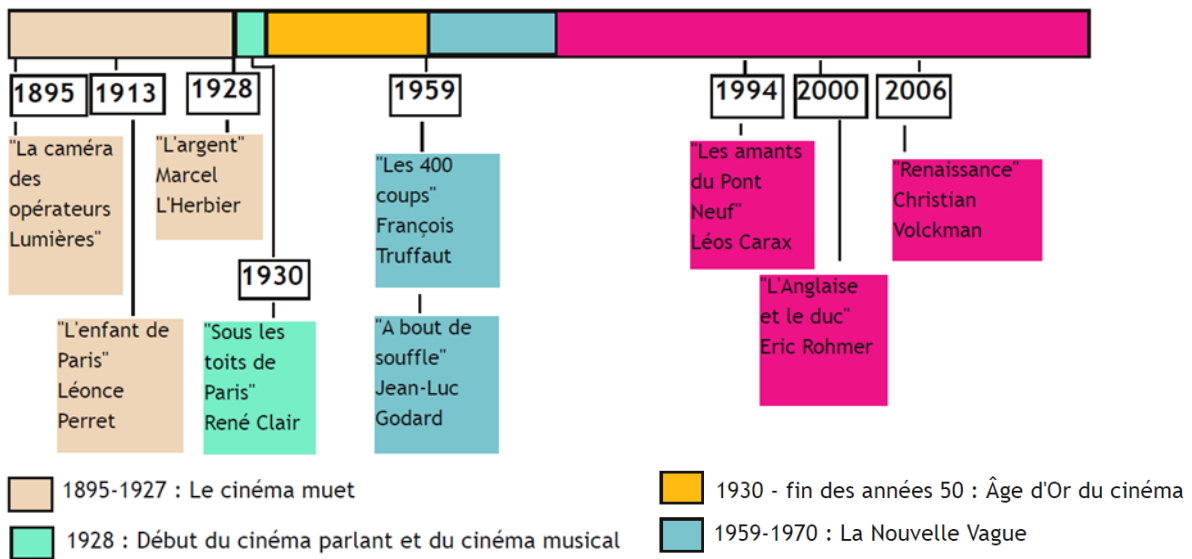 1895
1913
1928
1959
1994
2000
2006
"La caméra
des
opérateurs
Lumières"
"L'argent"
Marcel
L'Herbier
"Les 400
coups"
François
Truffaut
"Les amants
du Pont
Neuf"
Léos Carax
"Renaissance"
Christian
Volckman
1930
"L'Anglaise
et le duc"
Eric Rohmer
"L'enfant de
Paris"
Léonce
Perret
"Sous les
toits de
Paris"
René Clair
"A bout de
souffle"
Jean-Luc
Godard
1895-1927 : Le cinéma muet
1930 - fin des années 50 : Âge d'Or du cinéma
1928 : Début du cinéma parlant et du cinéma musical
1959-1970 : La Nouvelle Vague